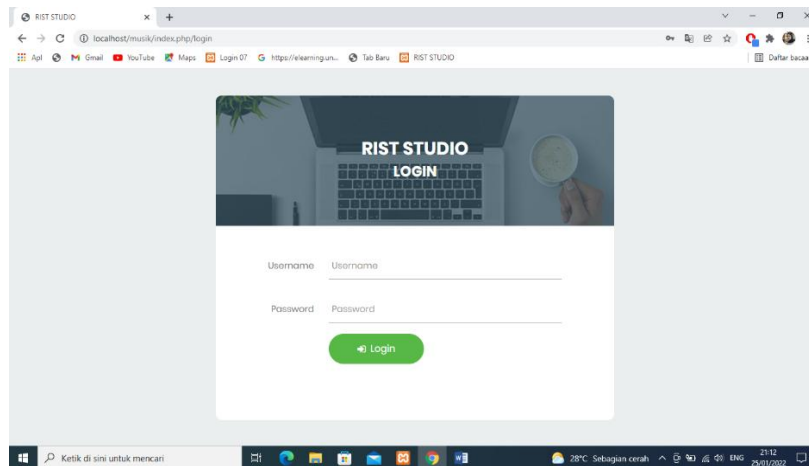 RIST STUDIO
localhost/musik/index.php/login
Apl Gmail YouTube Maps Login 07 https://elearning.un... Tab Baru RIST STUDIO Daftar bacaan
RIST STUDIO
LOGIN
Username Username
Password Password
Login
Ketik di sini untuk mencari 28°C Sebagian cerah ENG 21:12
25/01/2022